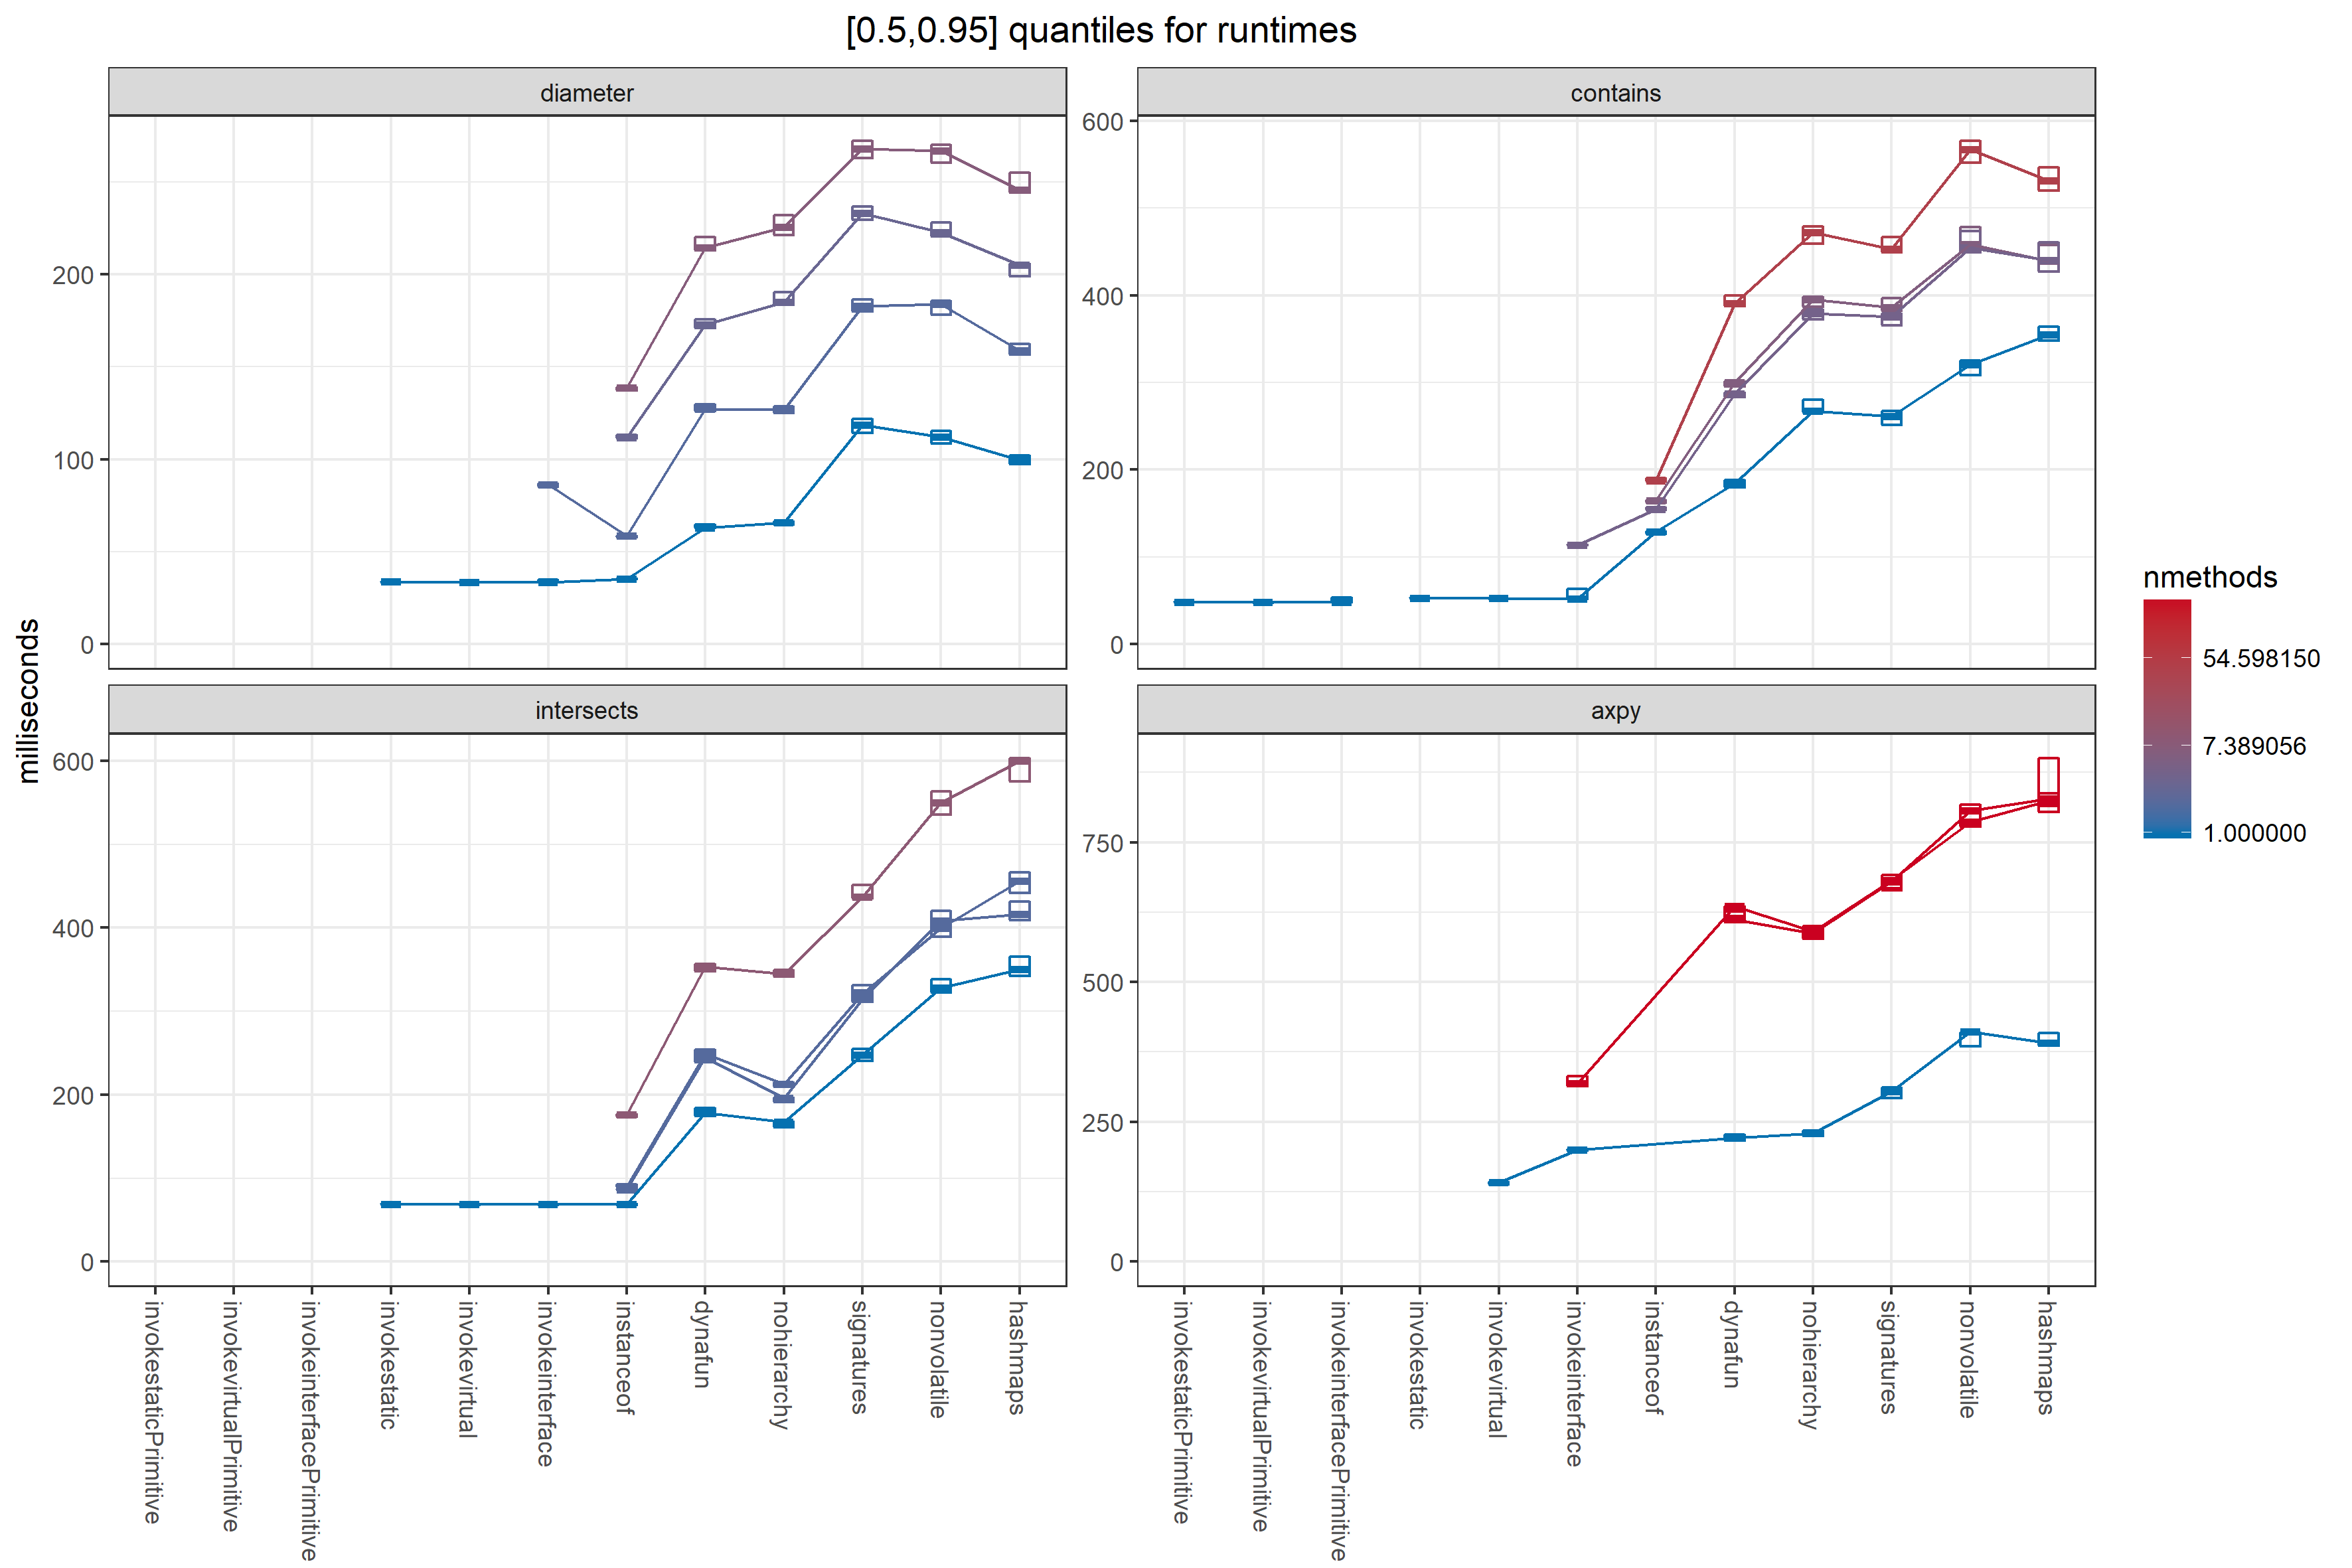 [0.5,0.95] quantiles for runtimes
diameter
contains
200
100
0
600
400
200
0
milliseconds
intersects
axpy
600
400
200
0
750
500
250
0
invokestaticPrimitive
invokevirtualPrimitive
invokeinterfacePrimitive
invokestatic
invokevirtual
invokeinterface
instanceof
dynafun
nohierarchy
signatures
nonvolatile
hashmaps
invokestaticPrimitive
invokevirtualPrimitive
invokeinterfacePrimitive
invokestatic
invokevirtual
invokeinterface
instanceof
dynafun
nohierarchy
signatures
nonvolatile
hashmaps
nmethods
54.598150
7.389056
1.000000